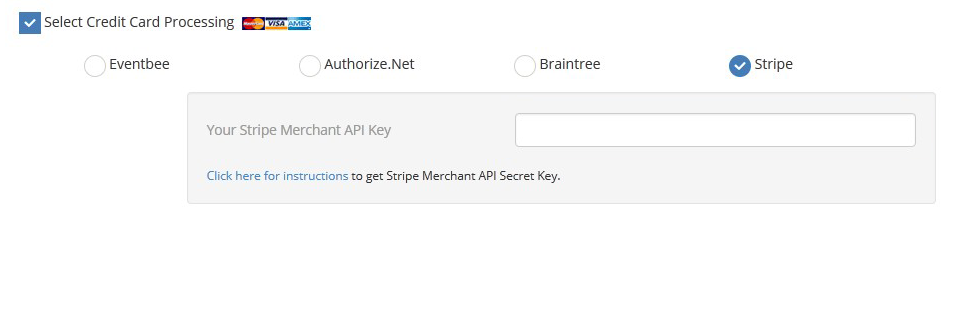 Select Credit Card Processing MasterCard VISA AMEX
Eventbee Authorize.Net Braintree Stripe
Your Stripe Merchant API Key
Click here for instructions to get Stripe Merchant API Secret Key.